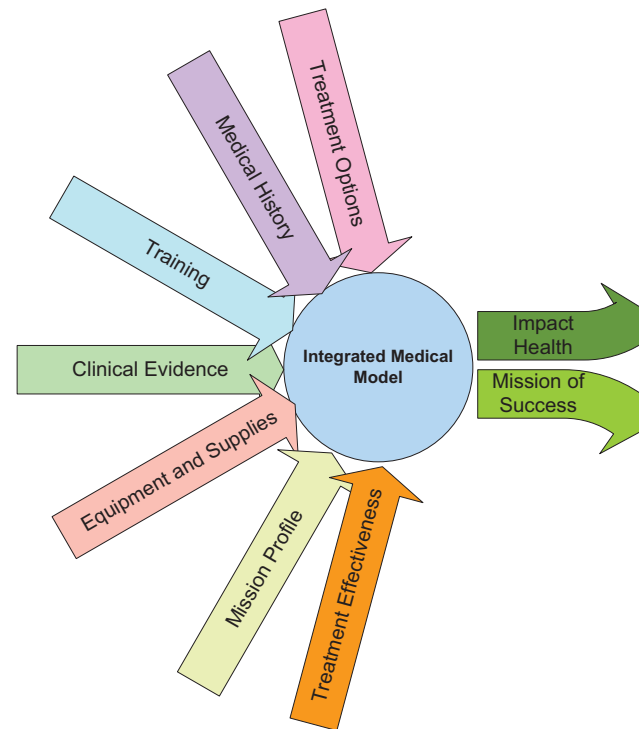 Treatment Options
Medical History
Training
Clinical Evidence
Equipment and Supplies
Mission Profile
Treatment Effectiveness
Integrated Medical
Model
Impact
Health
Mission of
Success